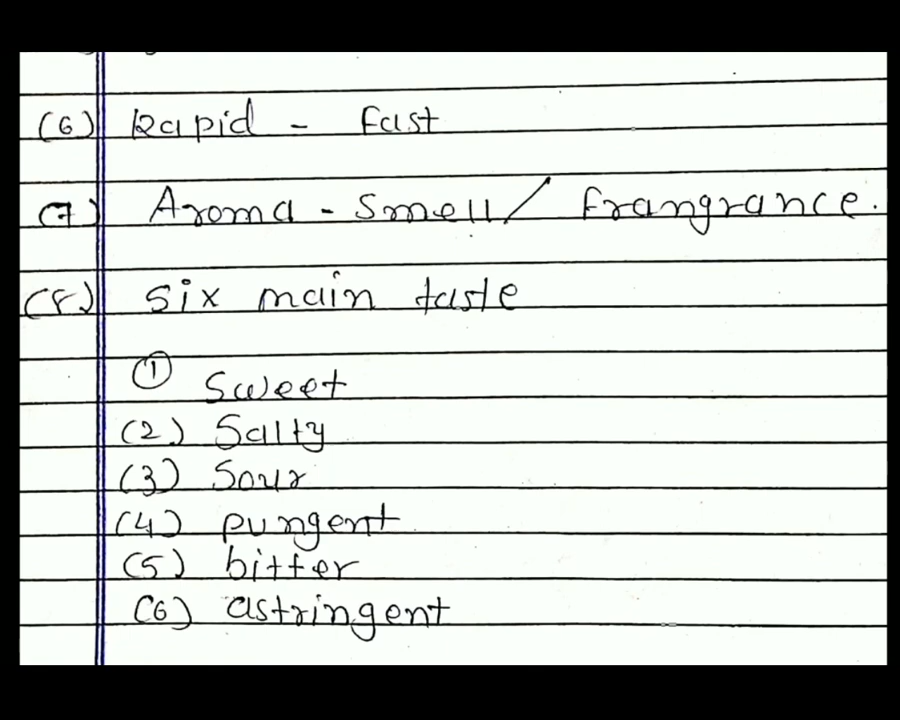 (6) Rapid - Fast
(7) Aroma - Smell / Frangrance.
(8) Six main taste
① Sweet
(2) Salty
(3) Sour
(4) pungent
(5) bitter
(6) astringent